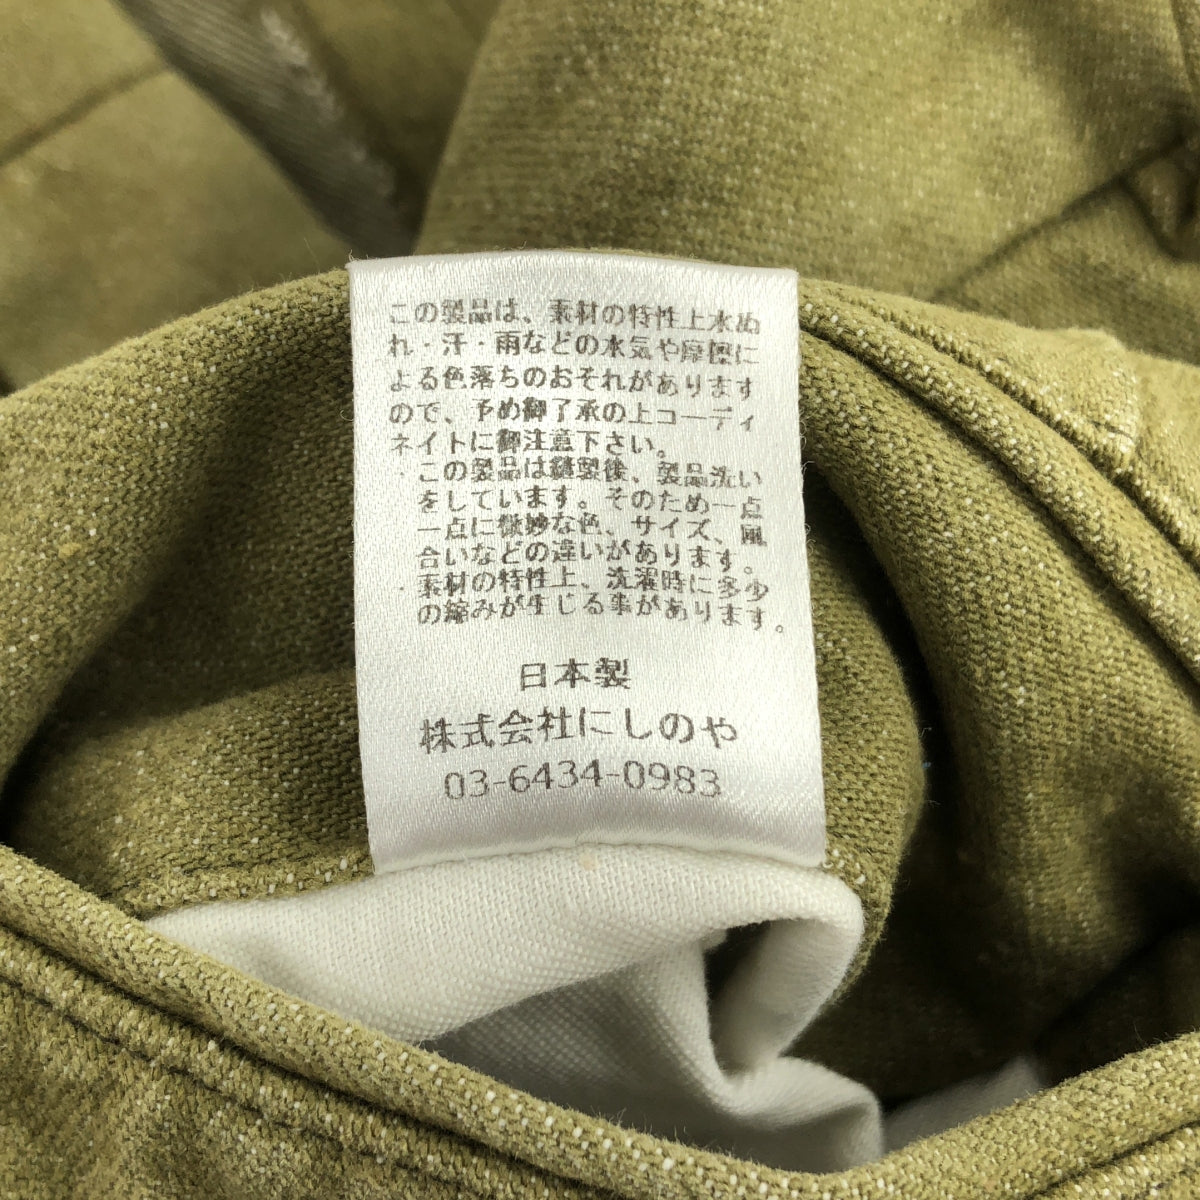 この製品は、素材の特性上水ぬ
れ・汗・雨などの水気や摩擦に
よる色落ちのおそれがあります
ので、予め御了承の上コーディ
ネイトに御注意下さい。
・この製品は縫製後、製品洗い
をしています。そのため一点
一点に微妙な色、サイズ、風
合いなどの違いがあります。
・素材の特性上、洗濯時に多少
の縮みが生じる事があります。
日本製
株式会社にしのや
03-6434-0983